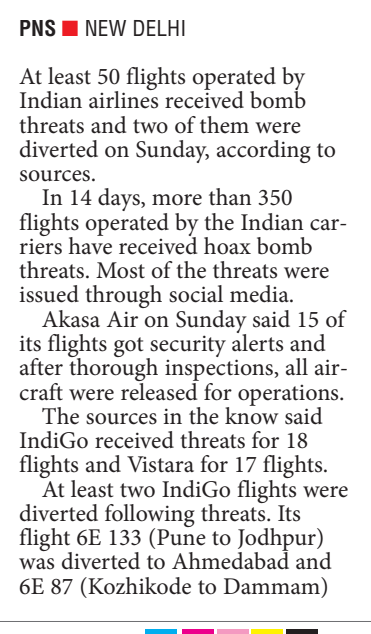 PNS ■ NEW DELHI
At least 50 flights operated by
Indian airlines received bomb
threats and two of them were
diverted on Sunday, according to
sources.
In 14 days, more than 350
flights operated by the Indian car-
riers have received hoax bomb
threats. Most of the threats were
issued through social media.
Akasa Air on Sunday said 15 of
its flights got security alerts and
after thorough inspections, all air-
craft were released for operations.
The sources in the know said
IndiGo received threats for 18
flights and Vistara for 17 flights.
At least two IndiGo flights were
diverted following threats. Its
flight 6E 133 (Pune to Jodhpur)
was diverted to Ahmedabad and
6E 87 (Kozhikode to Dammam)